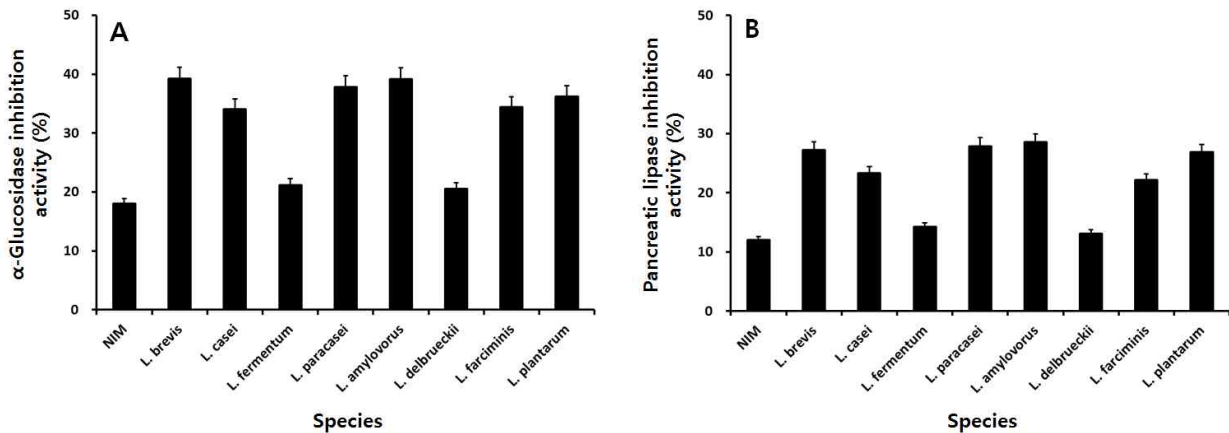 A
α-Glucosidase inhibition
activity (%)
50
40
30
20
10
0
NIM
L. brevis
L. casei
L. fermentum
L. paracasei
L. amylovorus
L. delbrueckii
L. farciminis
L. plantarum
Species
B
Pancreatic lipase inhibition
activity (%)
50
40
30
20
10
0
NIM
L. brevis
L. casei
L. fermentum
L. paracasei
L. amylovorus
L. delbrueckii
L. farciminis
L. plantarum
Species